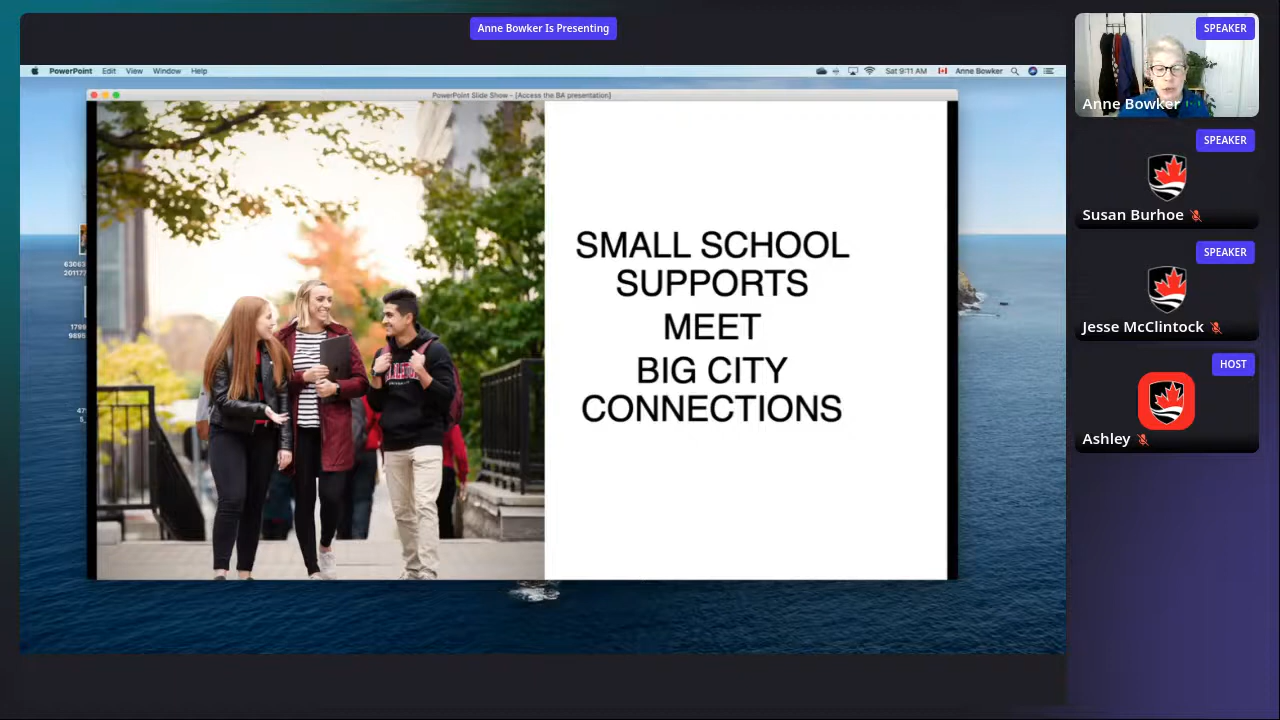 Anne Bowker Is Presenting
PowerPoint Edit View Window Help
Sat 9:11 AM Anne Bowker
PowerPoint Slide Show - [Access the BA presentation]
SMALL SCHOOL
SUPPORTS
MEET
BIG CITY
CONNECTIONS
SPEAKER
Anne Bowker
SPEAKER
Susan Burhoe
SPEAKER
Jesse McClintock
HOST
Ashley